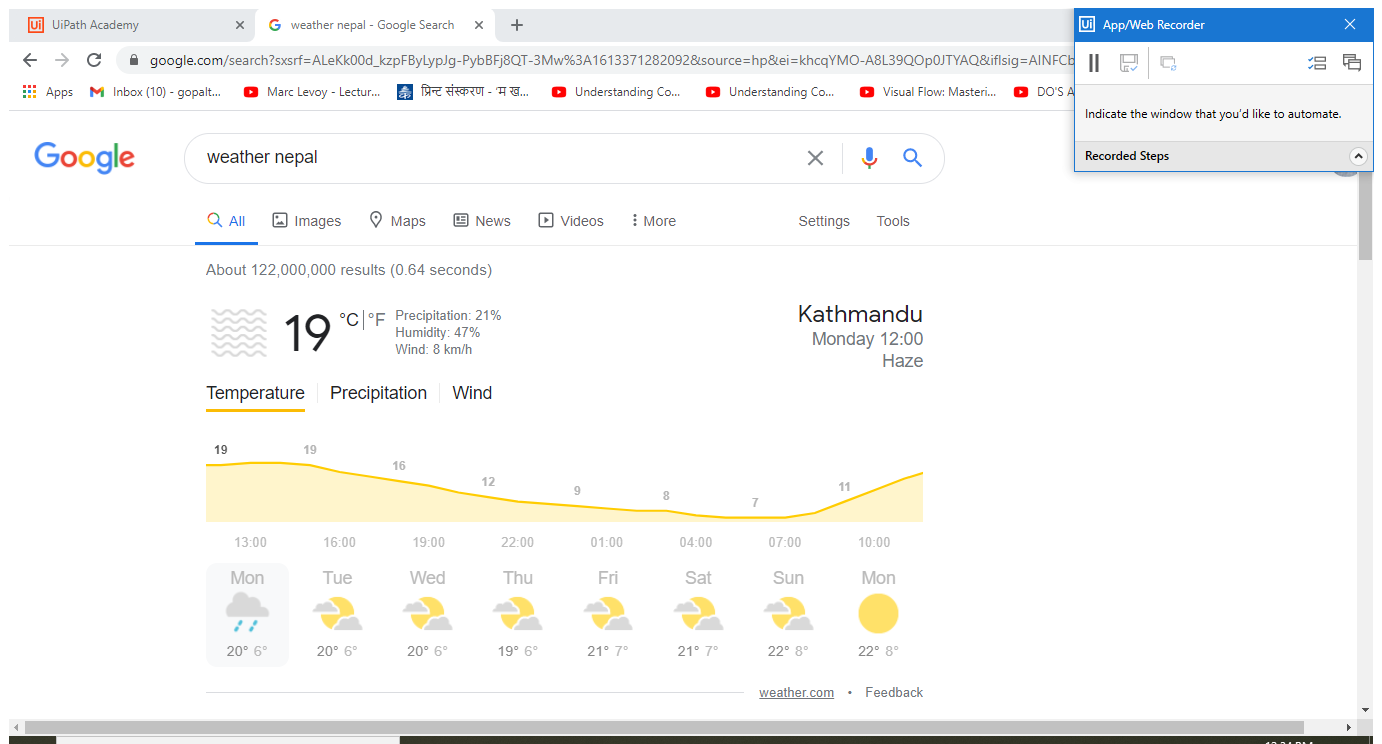 UiPath Academy
weather nepal - Google Search
Ui App/Web Recorder
google.com/search?sxsrf=ALeKk00d_kzpFByLypJg-PybBFj8QT-3Mw%3A1613371282092&source=hp&ei=khcqYMO-A8L39QOp0JTYAQ&iflsig=AINFCb
Apps
Inbox (10) - gopalt...
Marc Levoy - Lectur...
प्रिन्ट संस्करण - 'म ख...
Understanding Co...
Understanding Co...
Visual Flow: Masteri...
DO'S A
Indicate the window that you'd like to automate.
Recorded Steps
Google
weather nepal
All
Images
Maps
News
Videos
More
Settings
Tools
About 122,000,000 results (0.64 seconds)
19 °C|°F
Precipitation: 21%
Humidity: 47%
Wind: 8 km/h
Kathmandu
Monday 12:00
Haze
Temperature
Precipitation
Wind
19 19 16 12 9 8 7 11
13:00 16:00 19:00 22:00 01:00 04:00 07:00 10:00
Mon Tue Wed Thu Fri Sat Sun Mon
20° 6° 20° 6° 20° 6° 19° 6° 21° 7° 21° 7° 22° 8° 22° 8°
weather.com • Feedback